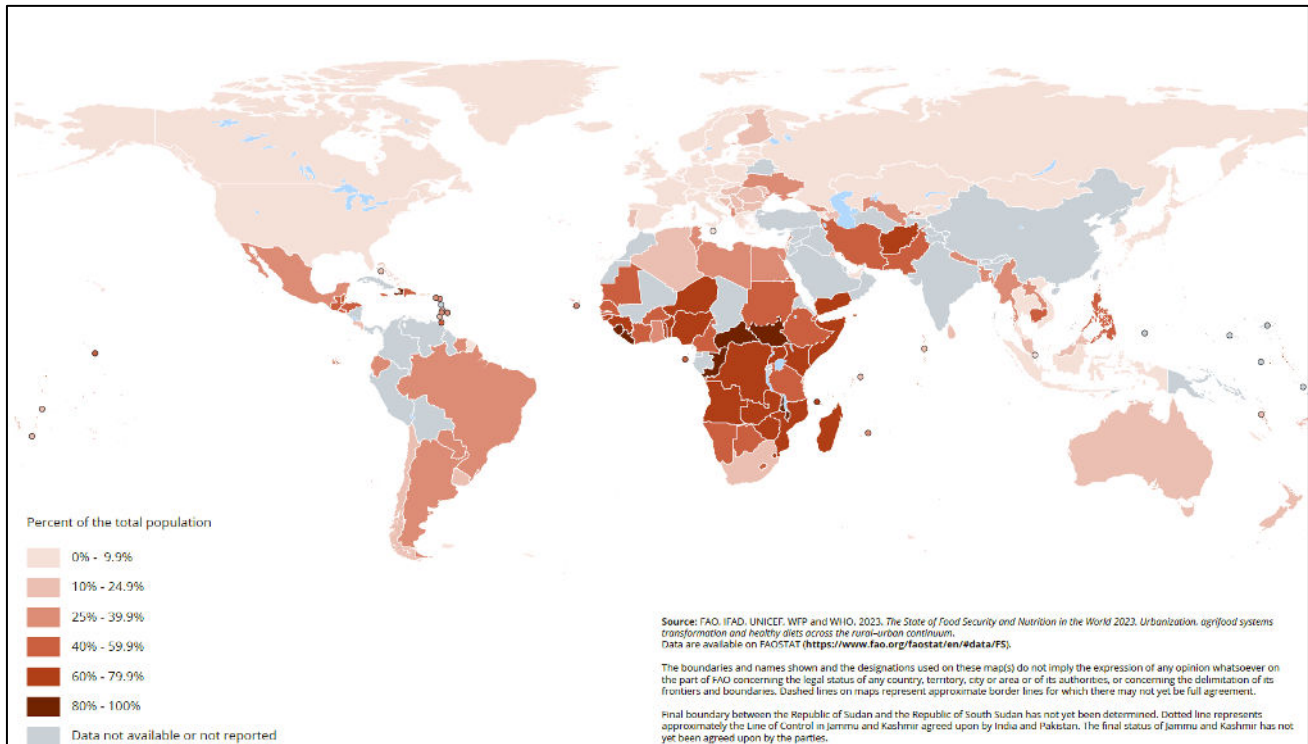 Percent of the total population
0% - 9.9%
10% - 24.9%
25% - 39.9%
40% - 59.9%
60% - 79.9%
80% - 100%
Data not available or not reported
Source: FAO, IFAD, UNICEF, WFP and WHO. 2023. The State of Food Security and Nutrition in the World 2023. Urbanization, agrifood systems
transformation and healthy diets across the rural–urban continuum.
Data are available on FAOSTAT (https://www.fao.org/faostat/en/#data/FS).
The boundaries and names shown and the designations used on these map(s) do not imply the expression of any opinion whatsoever on
the part of FAO concerning the legal status of any country, territory, city or area or of its authorities, or concerning the delimitation of its
frontiers and boundaries. Dashed lines on maps represent approximate border lines for which there may not yet be full agreement.
Final boundary between the Republic of Sudan and the Republic of South Sudan has not yet been determined. Dotted line represents
approximately the Line of Control in Jammu and Kashmir agreed upon by India and Pakistan. The final status of Jammu and Kashmir has not
yet been agreed upon by the parties.